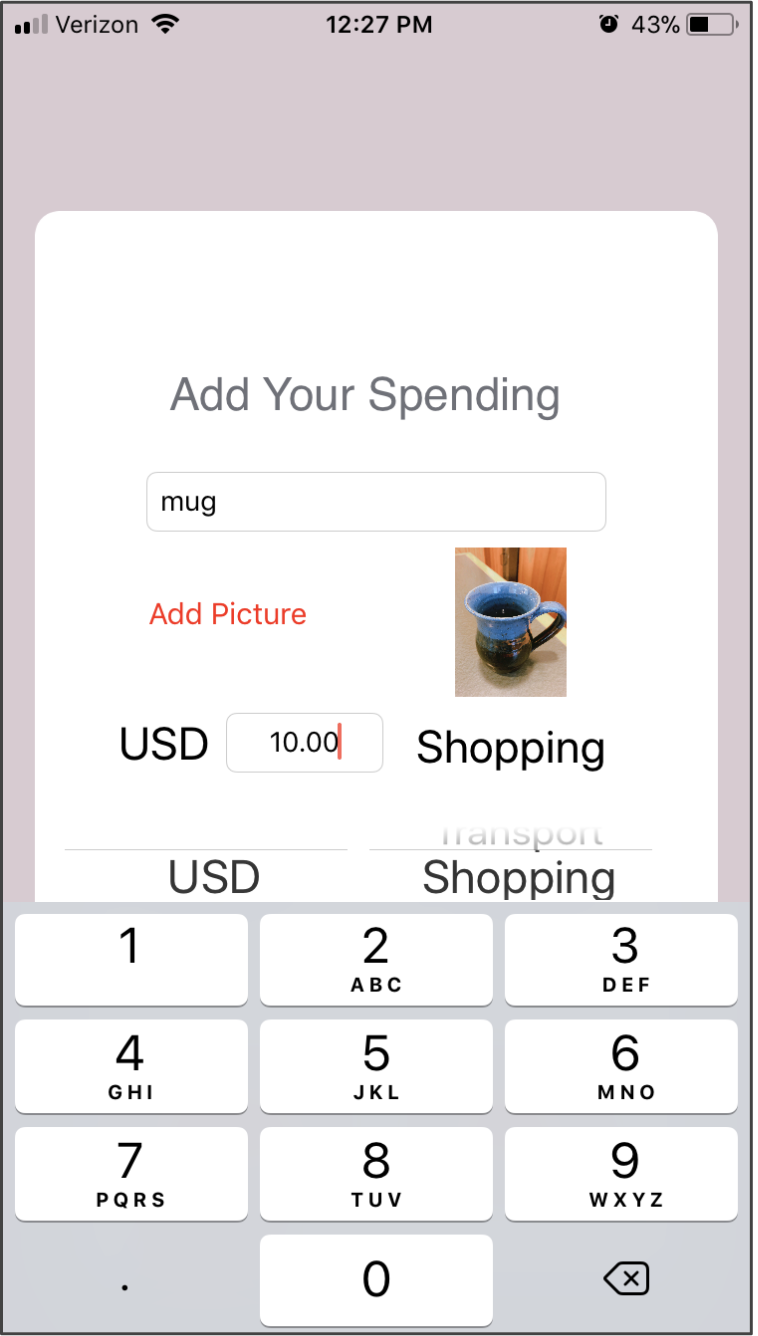 Verizon 12:27 PM 43%
Add Your Spending
mug
Add Picture
USD 10.00 Shopping
Transport
USD Shopping
1 2 3
ABC DEF
4 5 6
GHI JKL MNO
7 8 9
PQRS TUV WXYZ
. 0